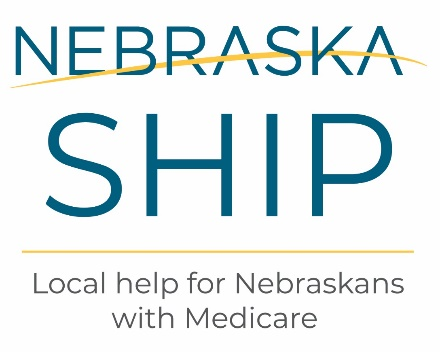 NEBRASKA
SHIP
Local help for Nebraskans
with Medicare